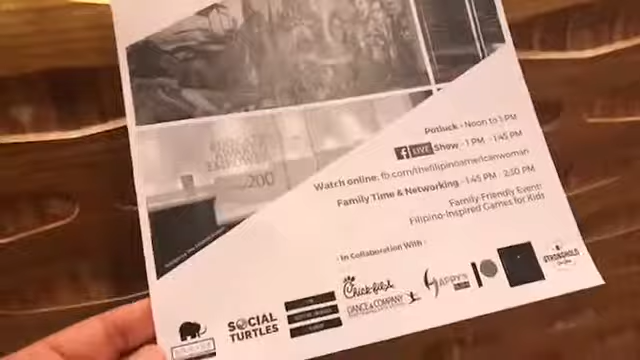 200
Potluck - Noon to 1 PM
f LIVE Show - 1 PM - 1:45 PM
Watch online: fb.com/thefilipinoamericanwoman
Family Time & Networking - 1:45 PM - 2:30 PM
Family-Friendly Event:
Filipino-Inspired Games for Kids
- In Collaboration With -
SOCIAL
TURTLES
Chick-fil-A
DANCE & COMPANY
HAPPY'S
STRONGHOLD